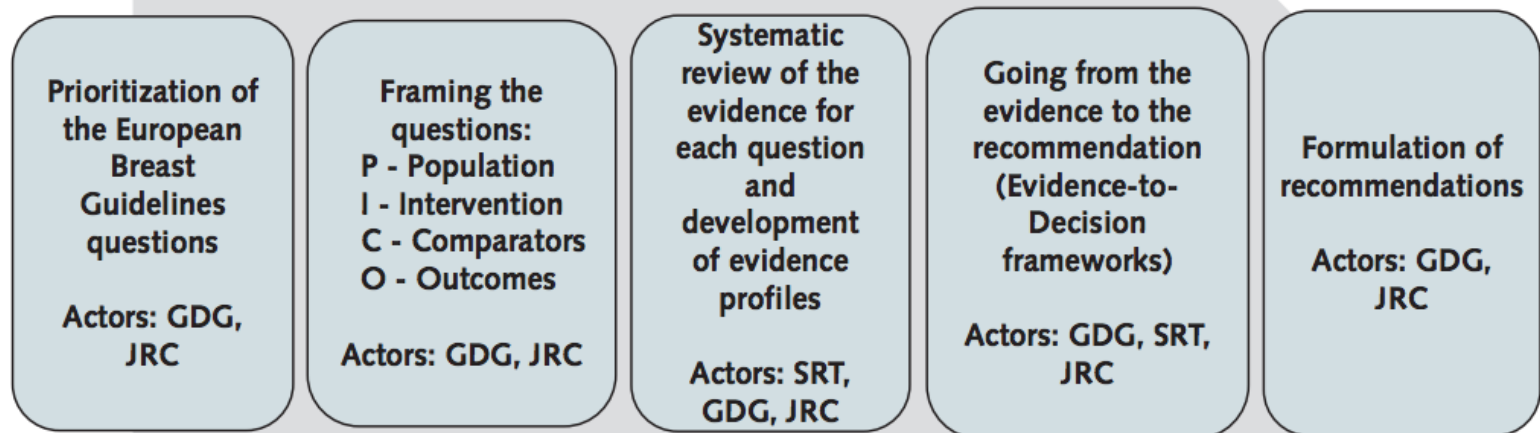 Prioritization of
the European
Breast
Guidelines
questions
Actors: GDG,
JRC
Framing the
questions:
P - Population
I - Intervention
C - Comparators
O - Outcomes
Actors: GDG, JRC
Systematic
review of the
evidence for
each question
and
development
of evidence
profiles
Actors: SRT,
GDG, JRC
Going from the
evidence to the
recommendation
(Evidence-to-
Decision
frameworks)
Actors: GDG, SRT,
JRC
Formulation of
recommendations
Actors: GDG,
JRC